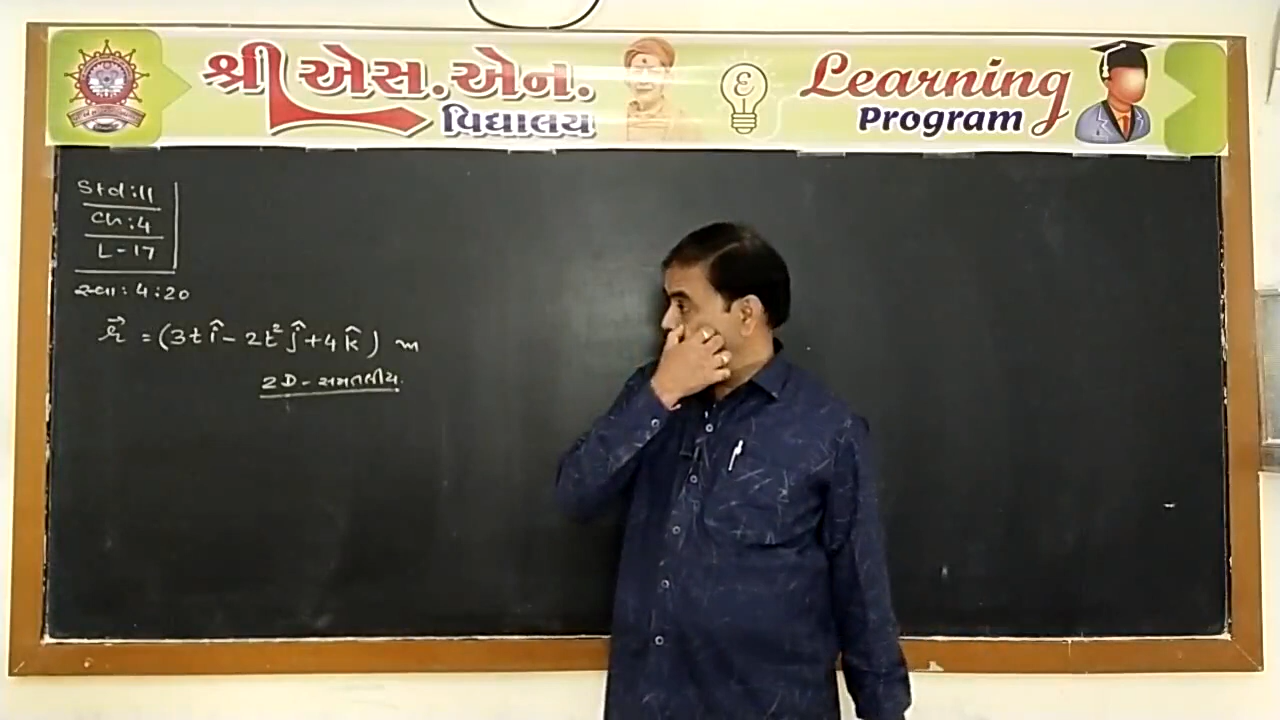 શ્રી એસ.એન.
વિદ્યાલય
Learning
Program
Std:11
Ch:4
L-17
સ્વા:4:20
r⃗ = (3t î - 2t² ĵ + 4 k̂) m
2D - સમતલીય.